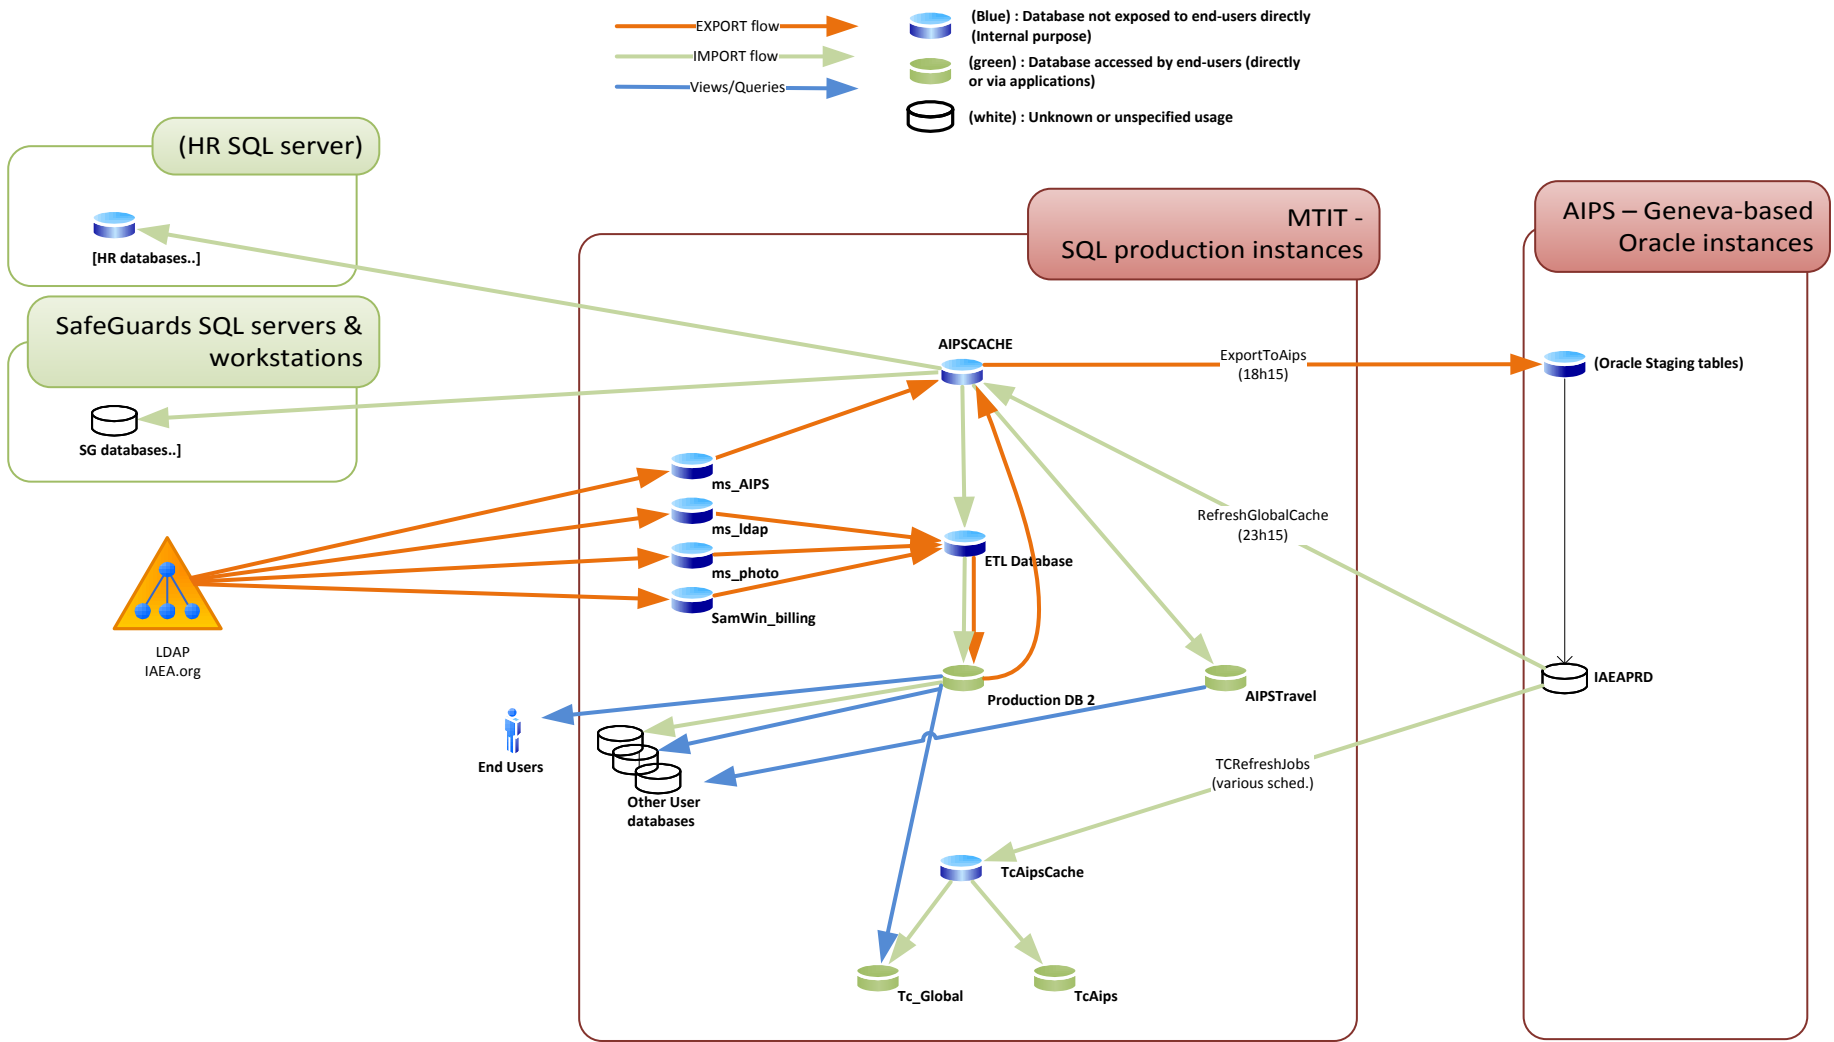 EXPORT flow
IMPORT flow
Views/Queries
(Blue) : Database not exposed to end-users directly
(Internal purpose)
(green) : Database accessed by end-users (directly
or via applications)
(white) : Unknown or unspecified usage
(HR SQL server)
[HR databases..]
SafeGuards SQL servers &
workstations
SG databases..]
MTIT -
SQL production instances
AIPS – Geneva-based
Oracle instances
AIPSCACHE
ExportToAips
(18h15)
(Oracle Staging tables)
ms_AIPS
ms_ldap
ms_photo
SamWin_billing
ETL Database
RefreshGlobalCache
(23h15)
LDAP
IAEA.org
Production DB 2
AIPSTravel
IAEAPRD
End Users
Other User
databases
TCRefreshJobs
(various sched.)
TcAipsCache
Tc_Global
TcAips